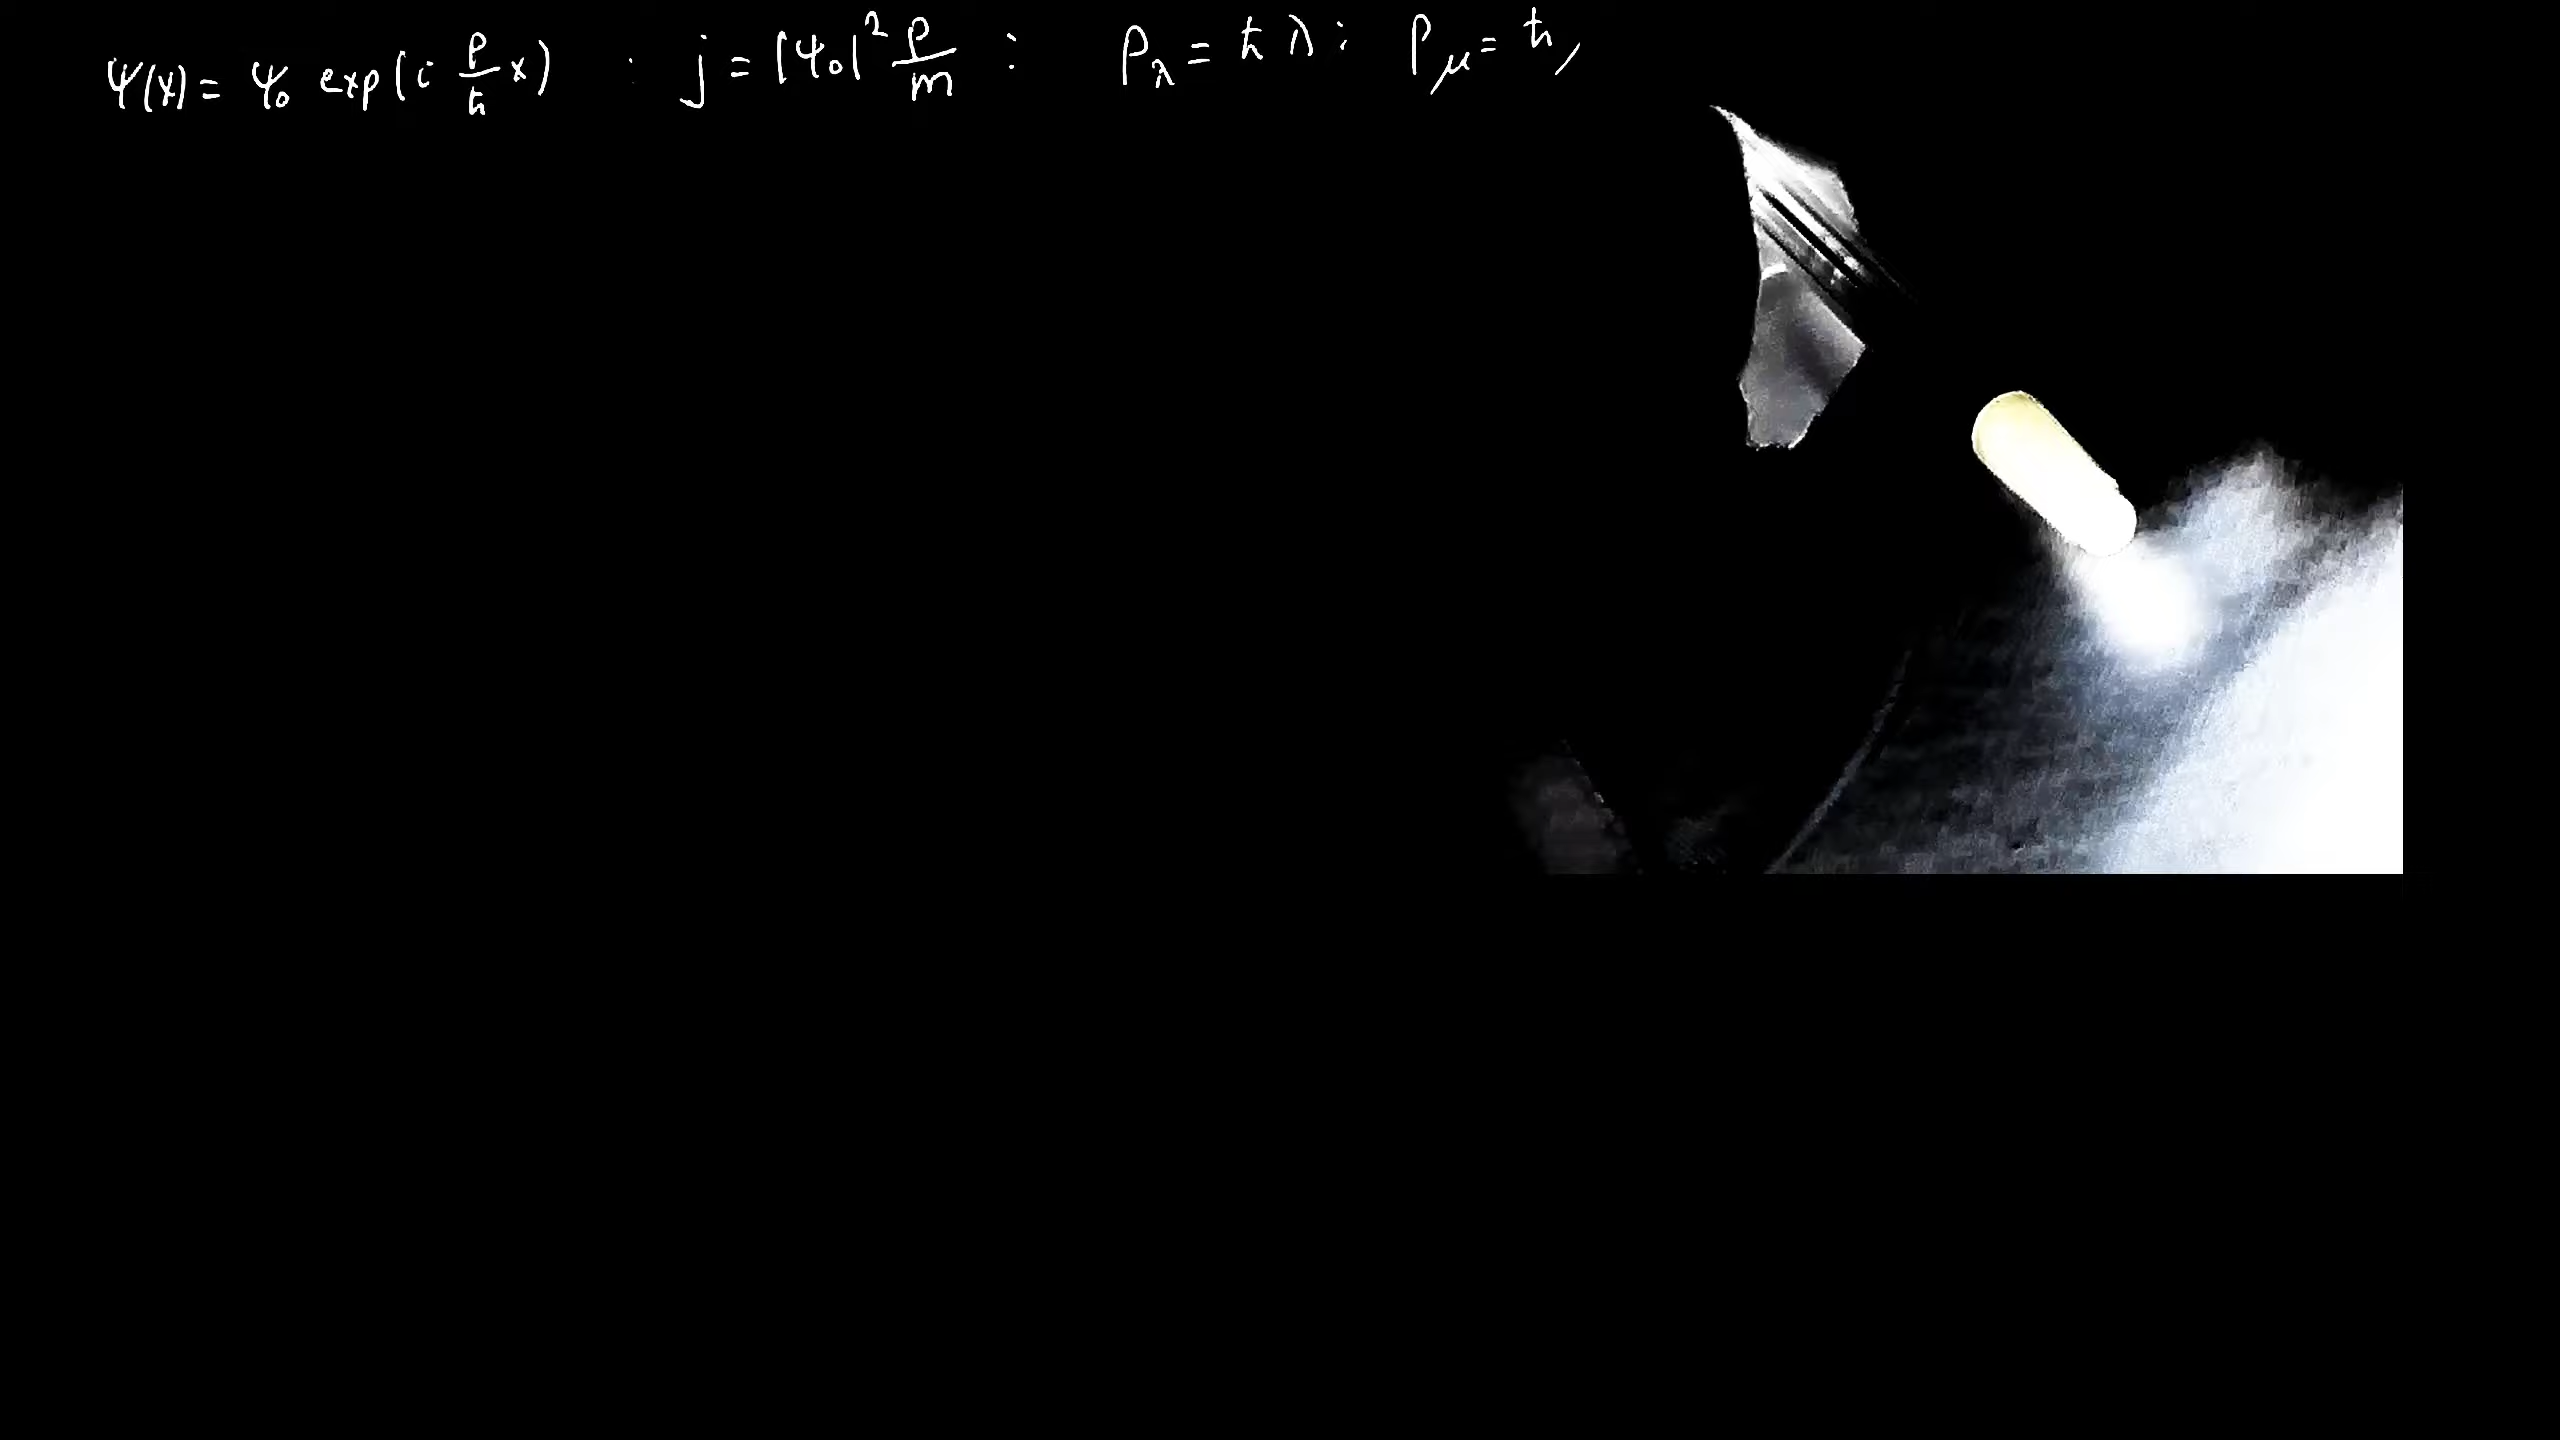 ψ(x) = ψ₀ exp(i p/ħ x) : j = |ψ₀|² p/m : P_λ = ħ λ ; P_μ = ħ